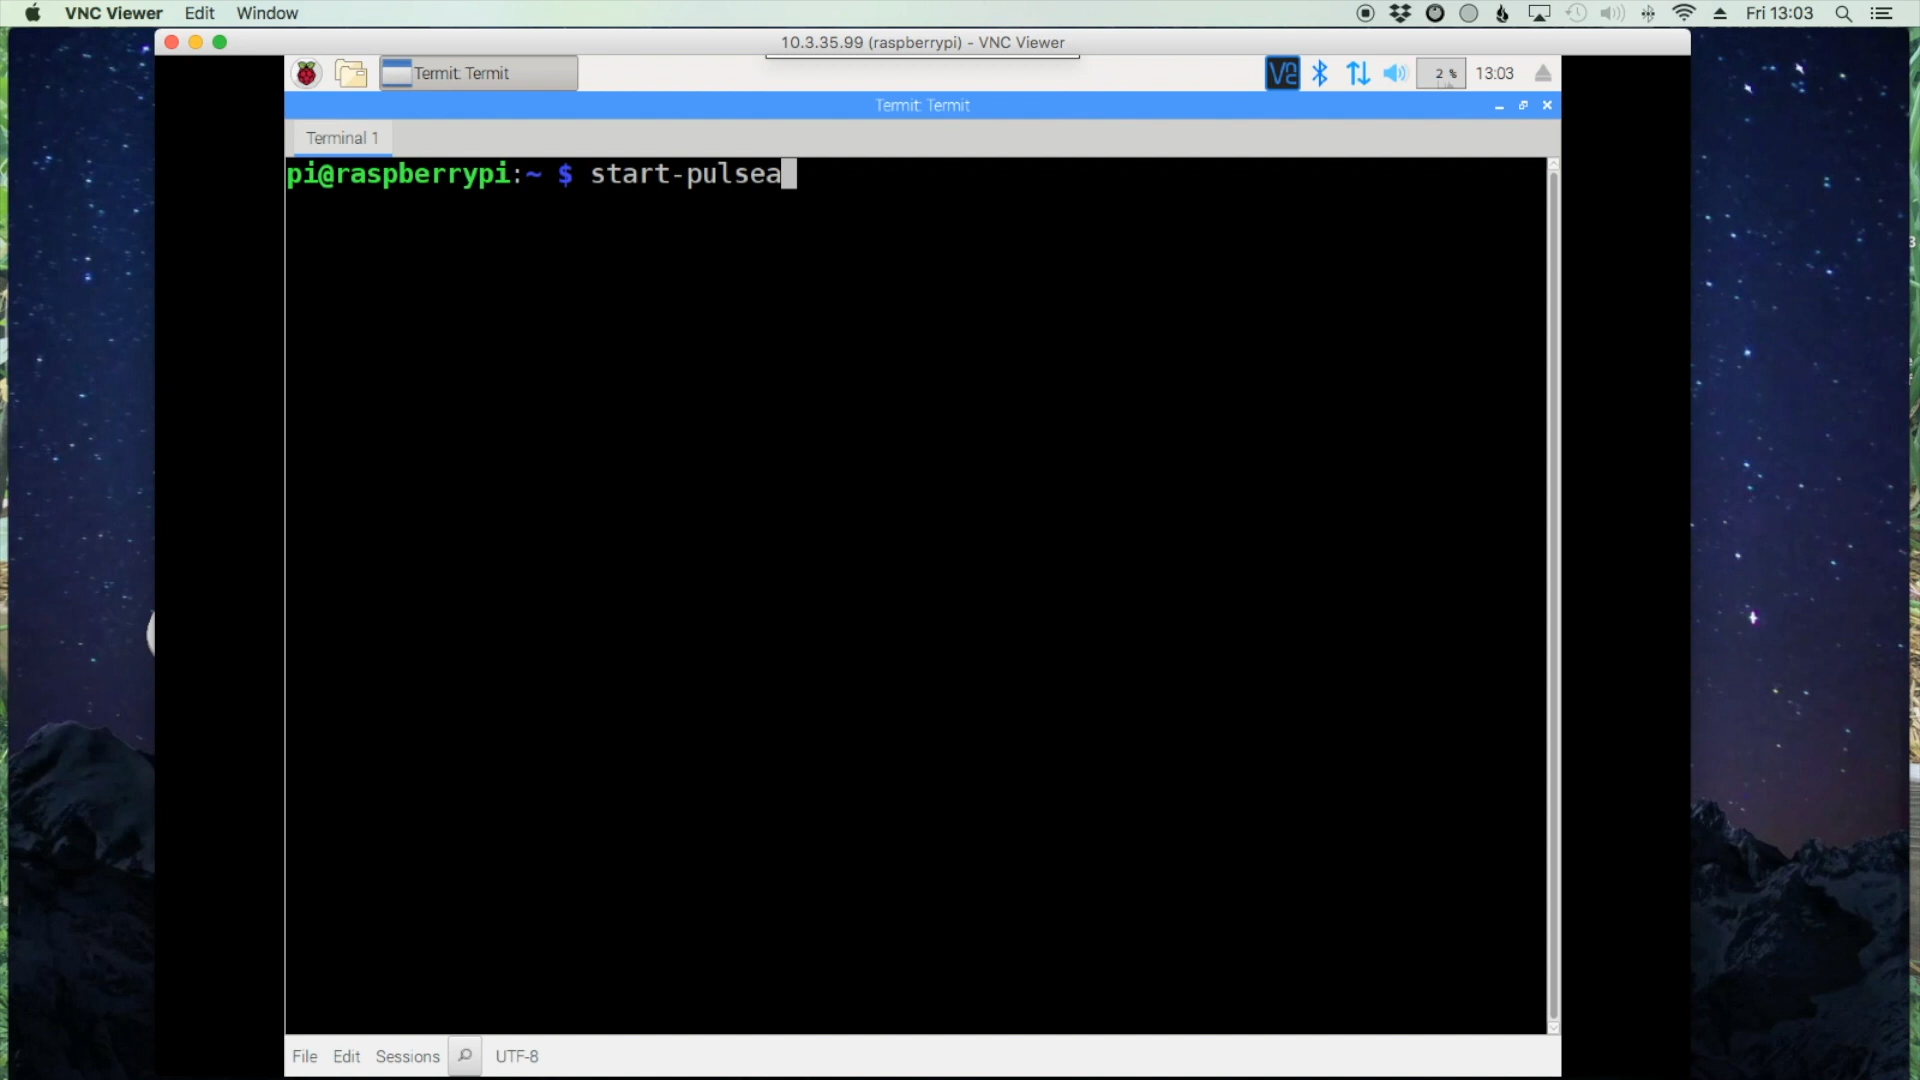 VNC Viewer Edit Window Fri 13:03
10.3.35.99 (raspberrypi) - VNC Viewer
Termit: Termit 2 % 13:03
Termit: Termit
Terminal 1
pi@raspberrypi:~ $ start-pulsea
File Edit Sessions UTF-8